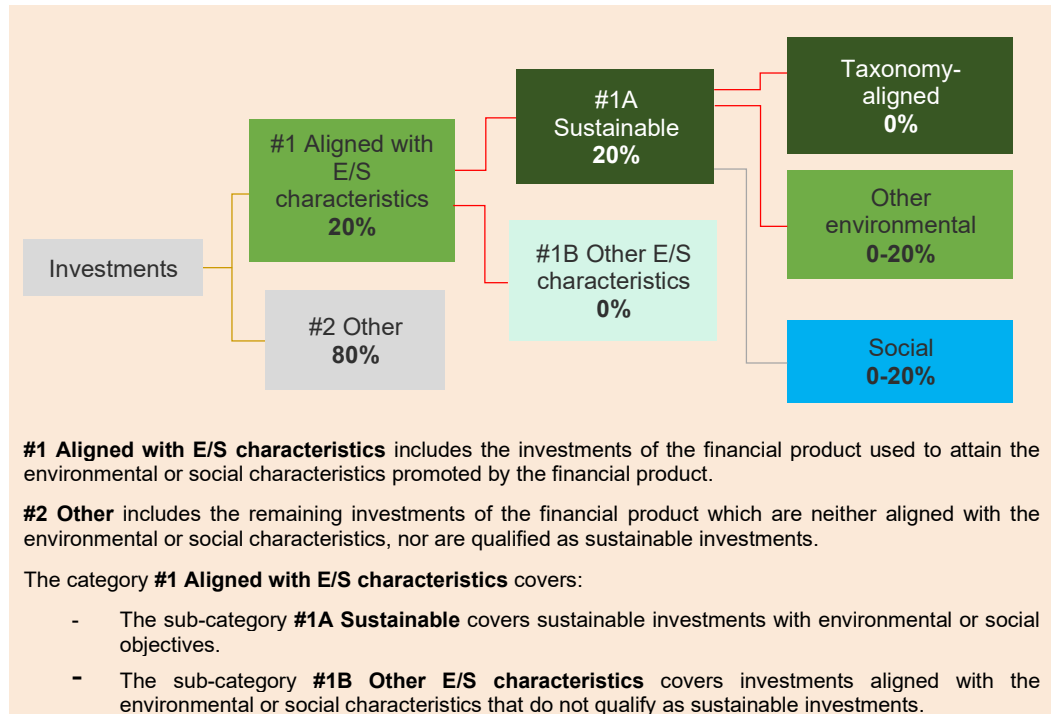 Investments
#1 Aligned with
E/S
characteristics
20%
#2 Other
80%
#1A
Sustainable
20%
#1B Other E/S
characteristics
0%
Taxonomy-
aligned
0%
Other
environmental
0-20%
Social
0-20%
#1 Aligned with E/S characteristics includes the investments of the financial product used to attain the
environmental or social characteristics promoted by the financial product.
#2 Other includes the remaining investments of the financial product which are neither aligned with the
environmental or social characteristics, nor are qualified as sustainable investments.
The category #1 Aligned with E/S characteristics covers:
- The sub-category #1A Sustainable covers sustainable investments with environmental or social
objectives.
- The sub-category #1B Other E/S characteristics covers investments aligned with the
environmental or social characteristics that do not qualify as sustainable investments.